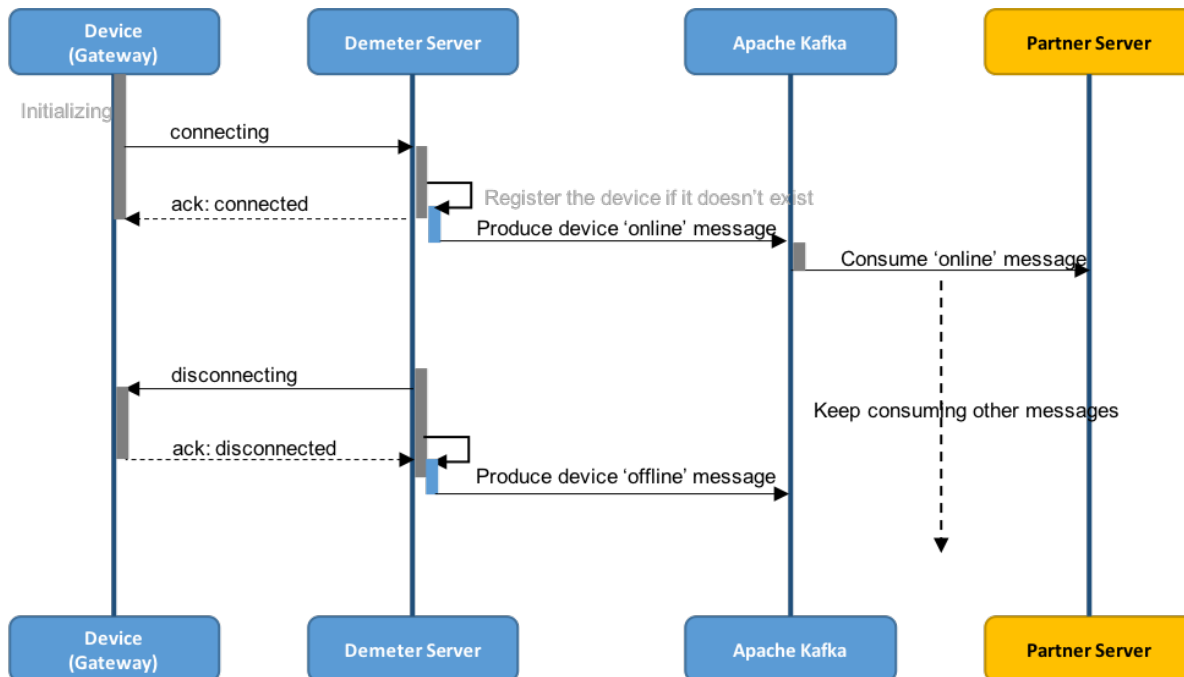 Device
(Gateway)
Demeter Server
Apache Kafka
Partner Server
Initializing
connecting
Register the device if it doesn’t exist
ack: connected
Produce device ‘online’ message
Consume ‘online’ message
disconnecting
Keep consuming other messages
ack: disconnected
Produce device ‘offline’ message
Device
(Gateway)
Demeter Server
Apache Kafka
Partner Server